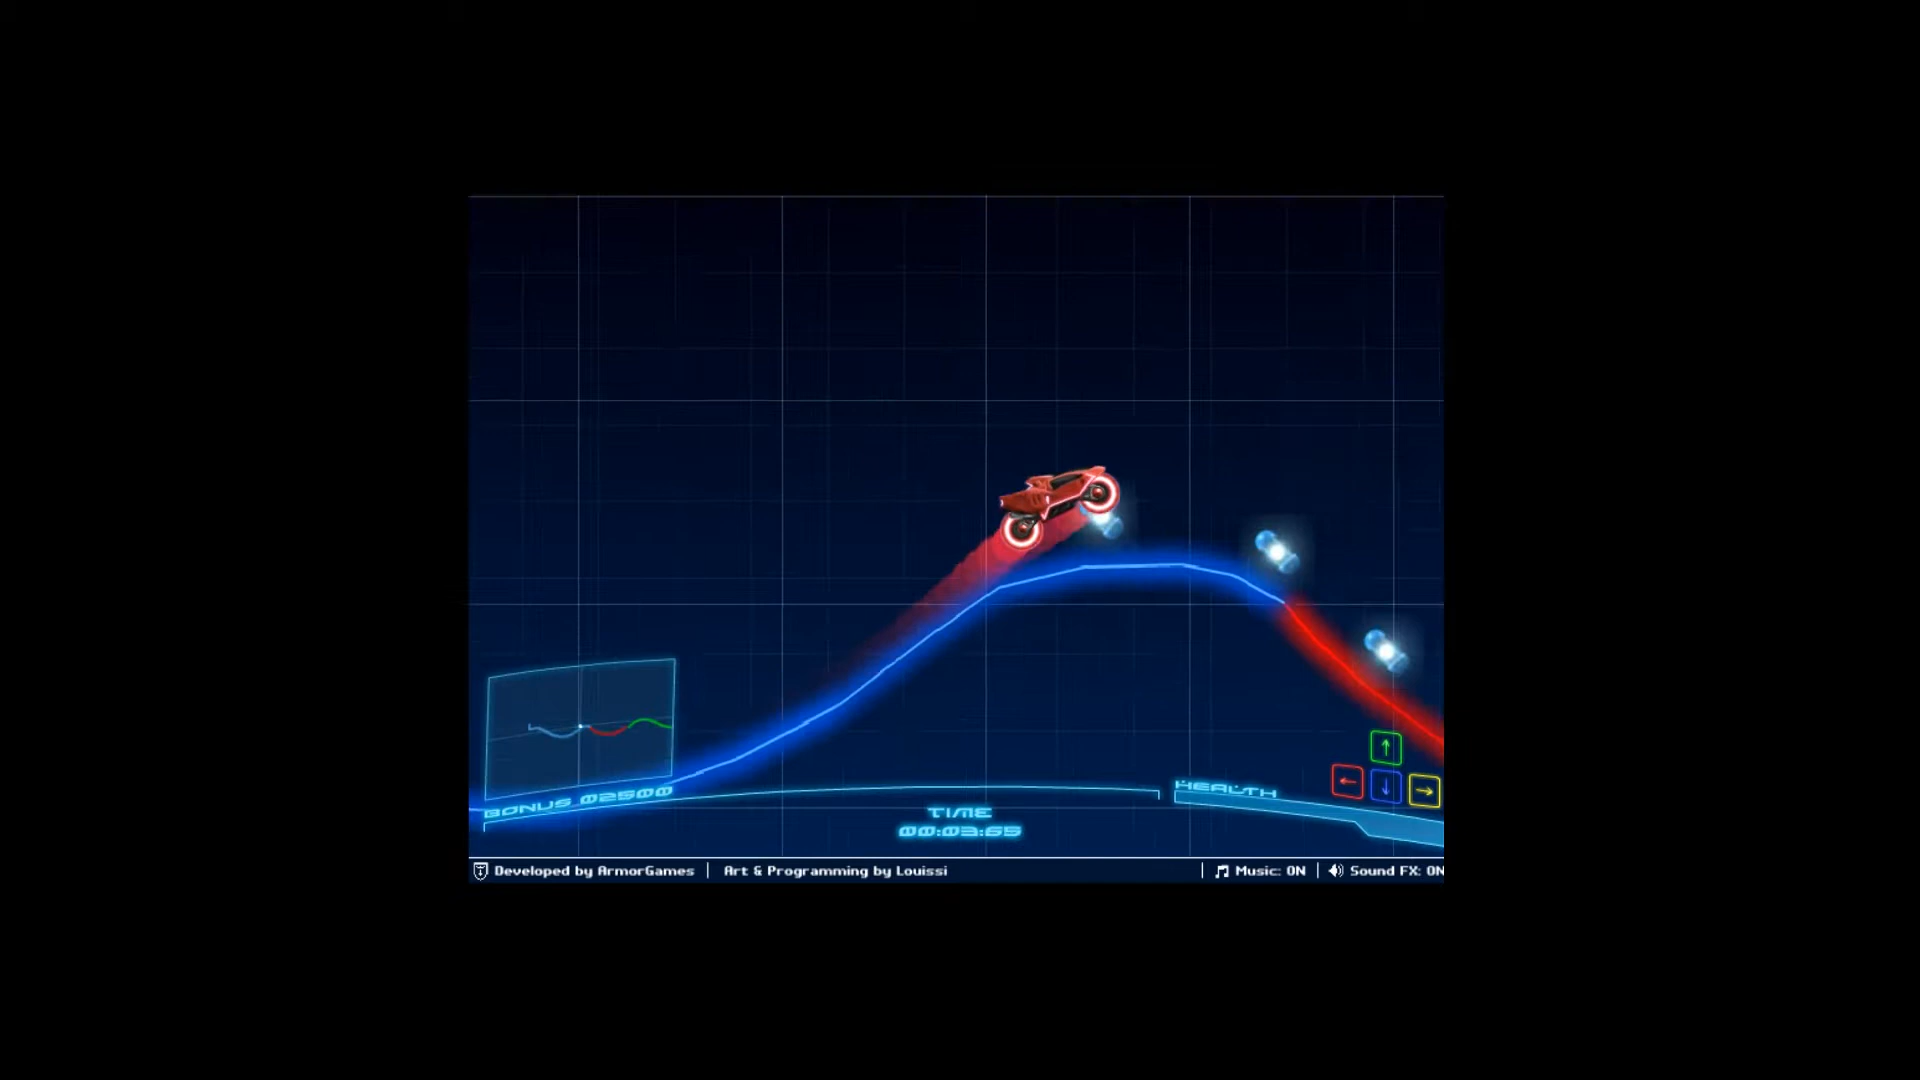 BONUS 02500
TIME
00:03:65
HEALTH
↑
← ↓ →
Developed by ArmorGames | Art & Programming by Louissi | Music: ON | Sound FX: ON